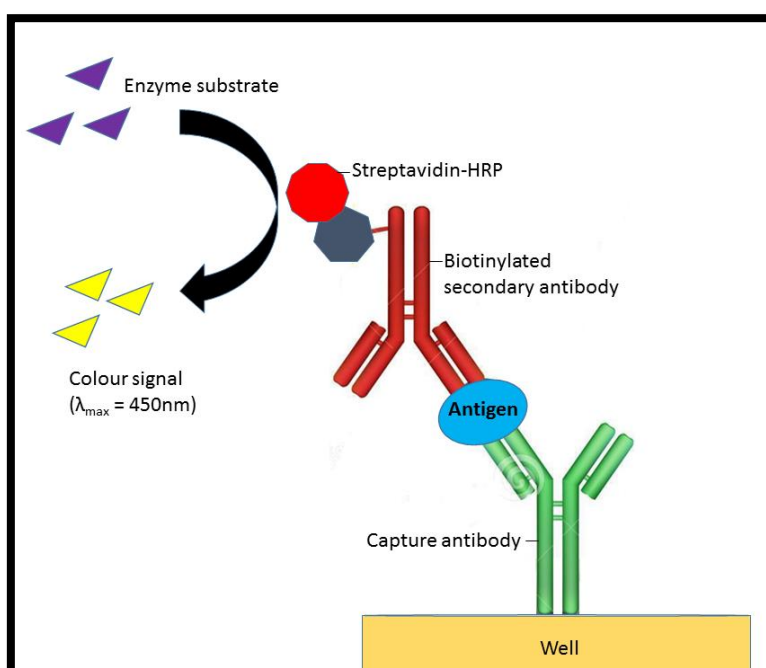 Enzyme substrate
Streptavidin-HRP
Biotinylated
secondary antibody
Colour signal
(λmax = 450nm)
Antigen
Capture antibody
Well